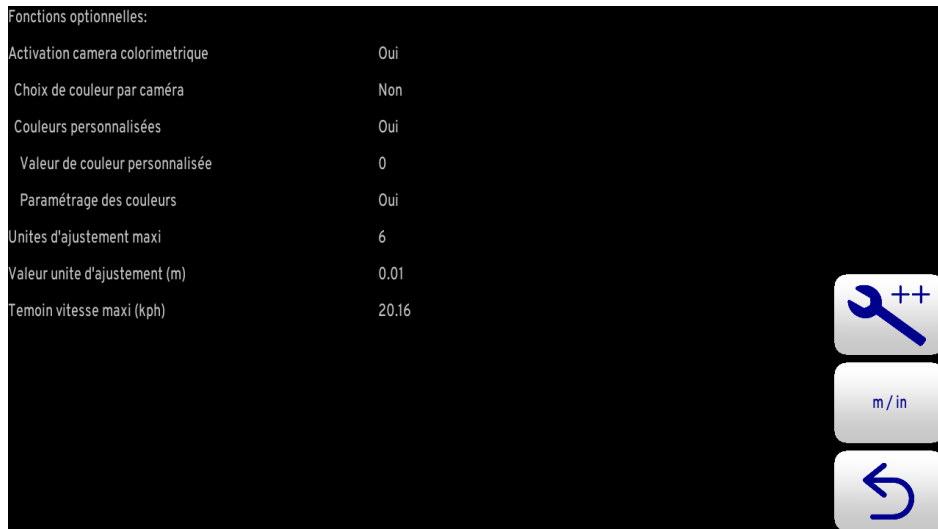 Fonctions optionnelles:
Activation camera colorimetrique Oui
Choix de couleur par caméra Non
Couleurs personnalisées Oui
Valeur de couleur personnalisée 0
Paramétrage des couleurs Oui
Unites d'ajustement maxi 6
Valeur unite d'ajustement (m) 0.01
Temoin vitesse maxi (kph) 20.16
++
m / in